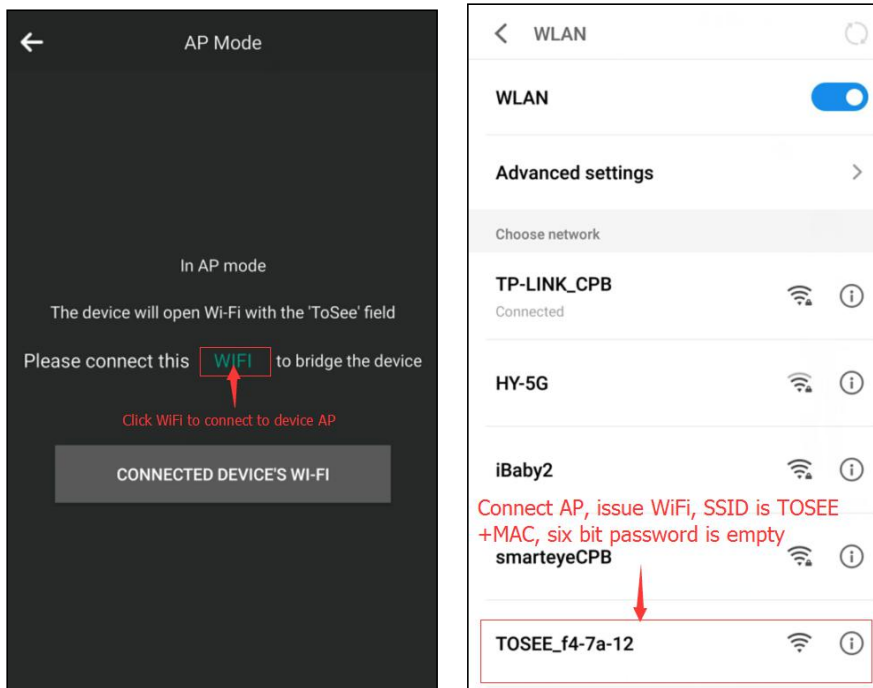 AP Mode
In AP mode
The device will open Wi-Fi with the 'ToSee' field
Please connect this WIFI to bridge the device
Click WiFi to connect to device AP
CONNECTED DEVICE'S WI-FI
WLAN
WLAN
Advanced settings
Choose network
TP-LINK_CPB
Connected
HY-5G
iBaby2
Connect AP, issue WiFi, SSID is TOSEE
+MAC, six bit password is empty
smarteyeCPB
TOSEE_f4-7a-12